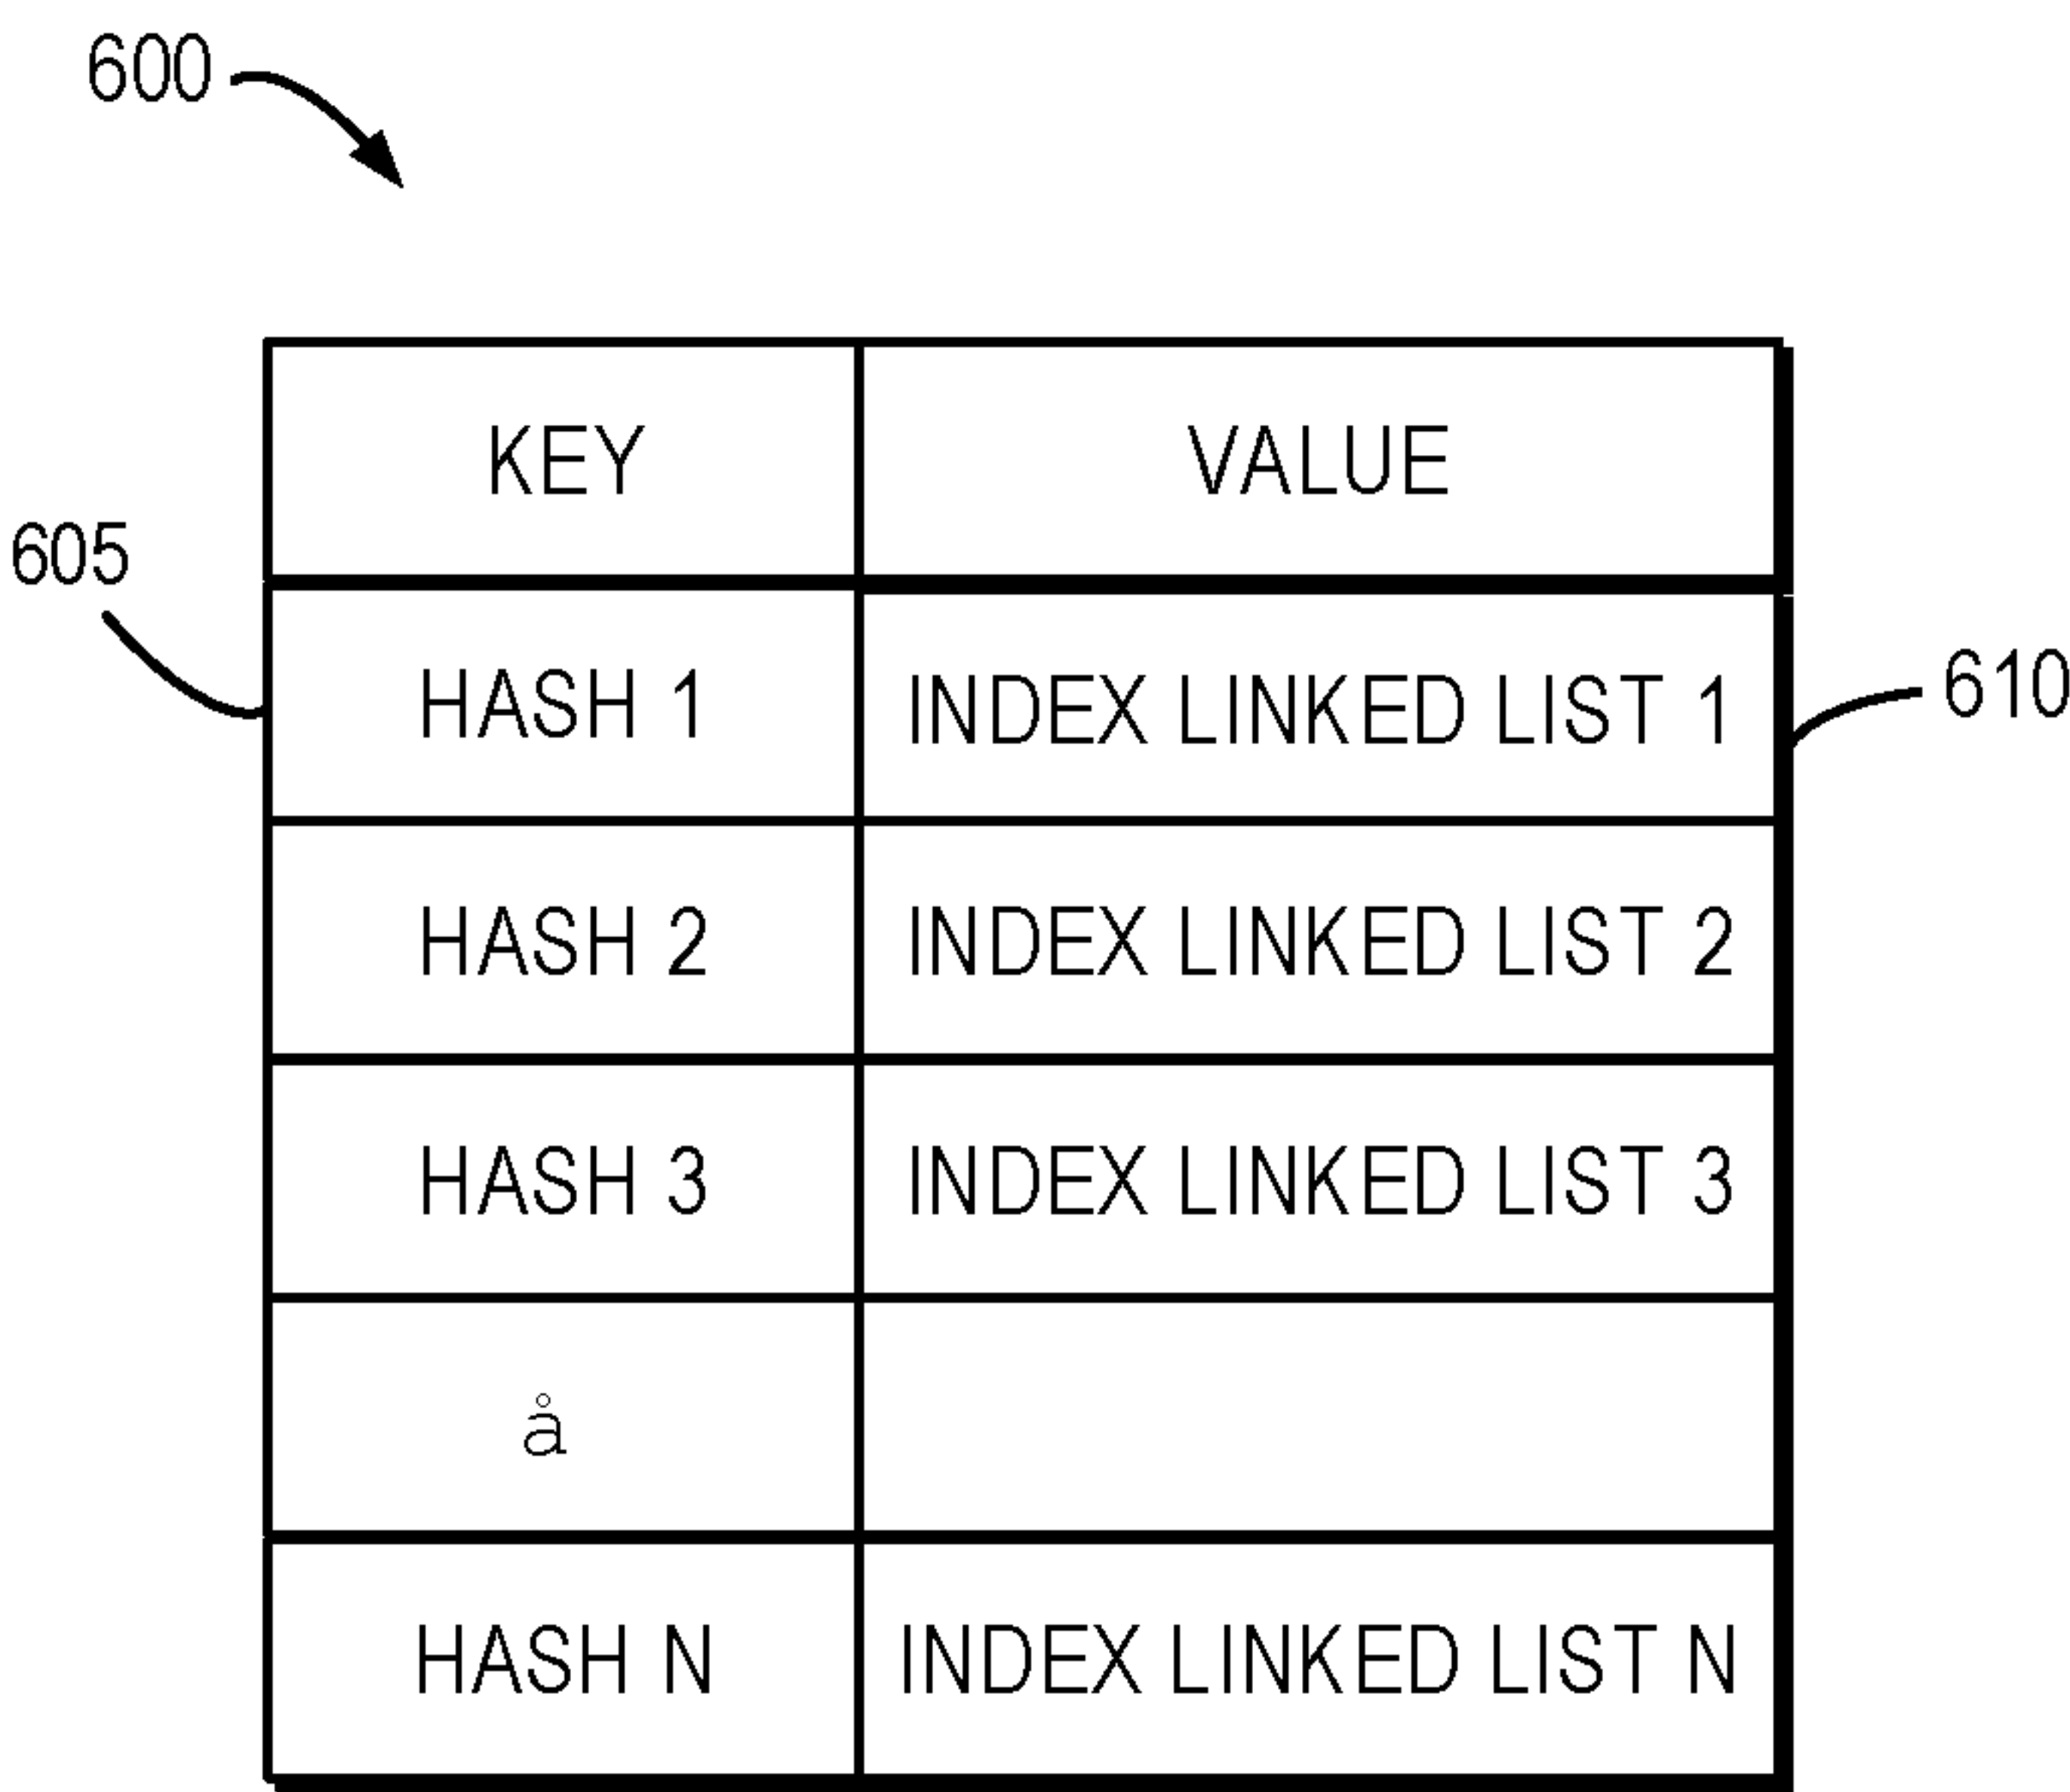 600
KEY VALUE
605
HASH 1 INDEX LINKED LIST 1
610
HASH 2 INDEX LINKED LIST 2
HASH 3 INDEX LINKED LIST 3
å
HASH N INDEX LINKED LIST N